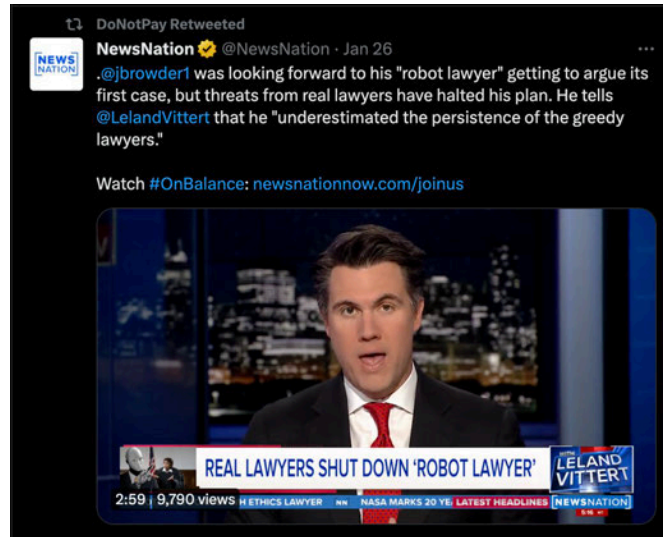 DoNotPay Retweeted
NEWS
NATION
NewsNation @NewsNation · Jan 26
.@jbrowder1 was looking forward to his "robot lawyer" getting to argue its
first case, but threats from real lawyers have halted his plan. He tells
@LelandVittert that he "underestimated the persistence of the greedy
lawyers."
Watch #OnBalance: newsnationnow.com/joinus
REAL LAWYERS SHUT DOWN 'ROBOT LAWYER'
LELAND
VITTERT
2:59 9,790 views
H ETHICS LAWYER NN NASA MARKS 20 YE LATEST HEADLINES NEWSNATION
5:16